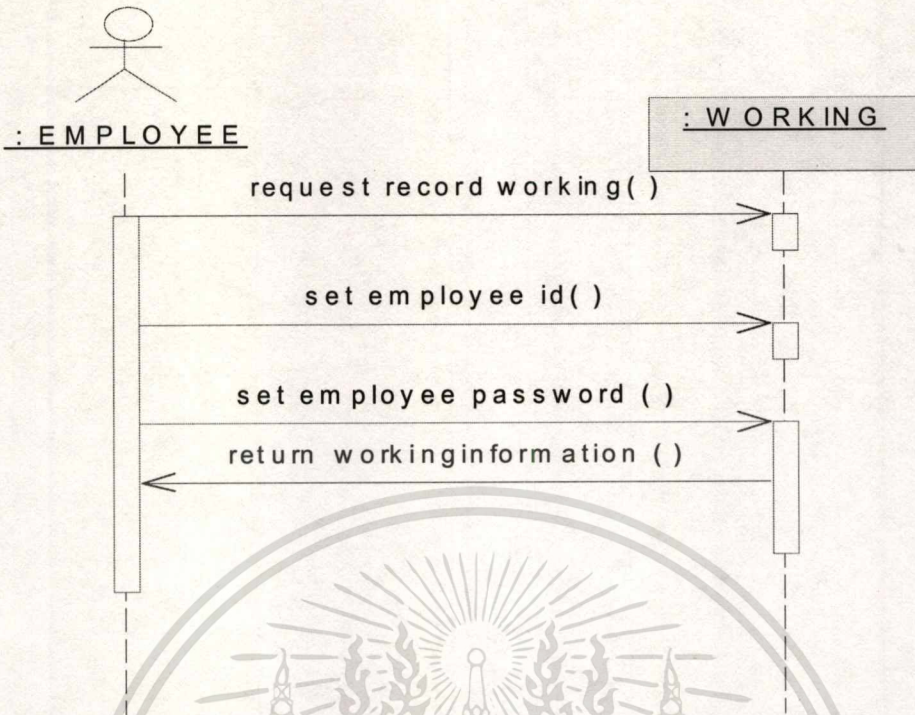 : EMPLOYEE
: WORKING
request record working( )
set employee id( )
set employee password ( )
return workinginformation ( )